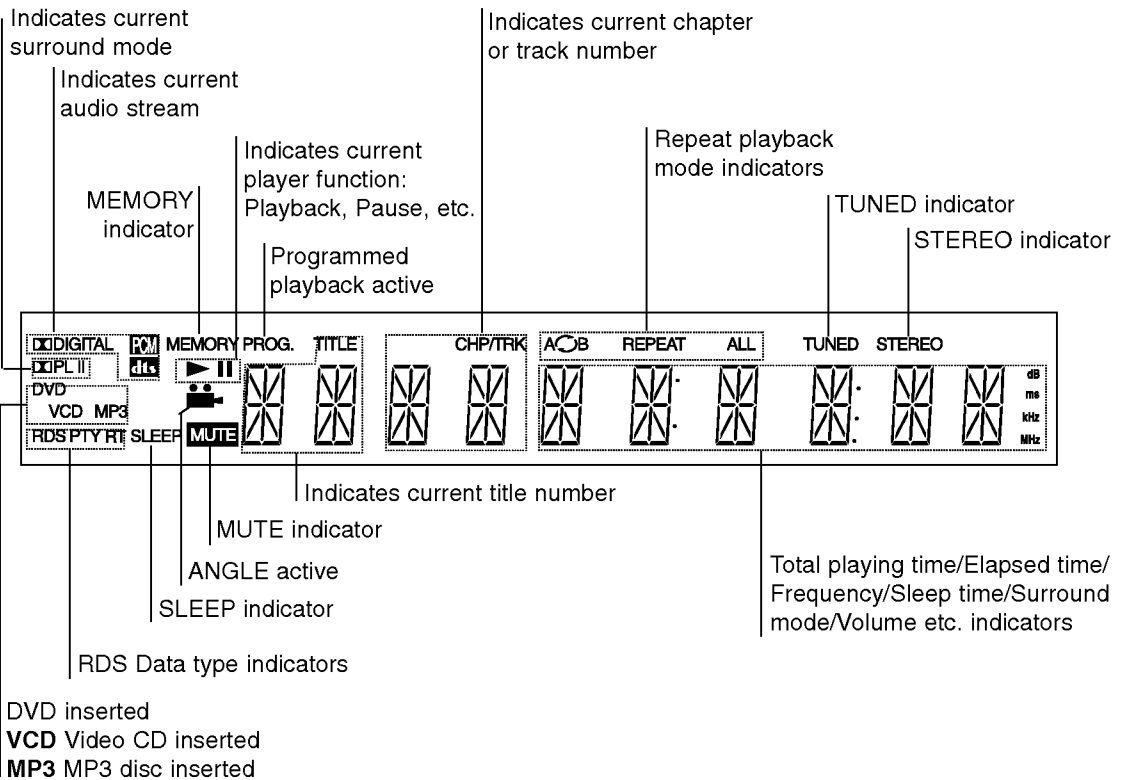 Indicates current
surround mode
Indicates current
audio stream
MEMORY
indicator
Indicates current
player function:
Playback, Pause, etc.
Programmed
playback active
Indicates current chapter
or track number
Repeat playback
mode indicators
TUNED indicator
STEREO indicator
DIGITAL PCM MEMORY PROG. TITLE CHP/TRK A B REPEAT ALL TUNED STEREO
PL II dts
DVD
VCD MP3
RDS PTY RT SLEEP MUTE
dB
ms
kHz
MHz
Indicates current title number
MUTE indicator
ANGLE active
SLEEP indicator
RDS Data type indicators
Total playing time/Elapsed time/
Frequency/Sleep time/Surround
mode/Volume etc. indicators
DVD inserted
VCD Video CD inserted
MP3 MP3 disc inserted